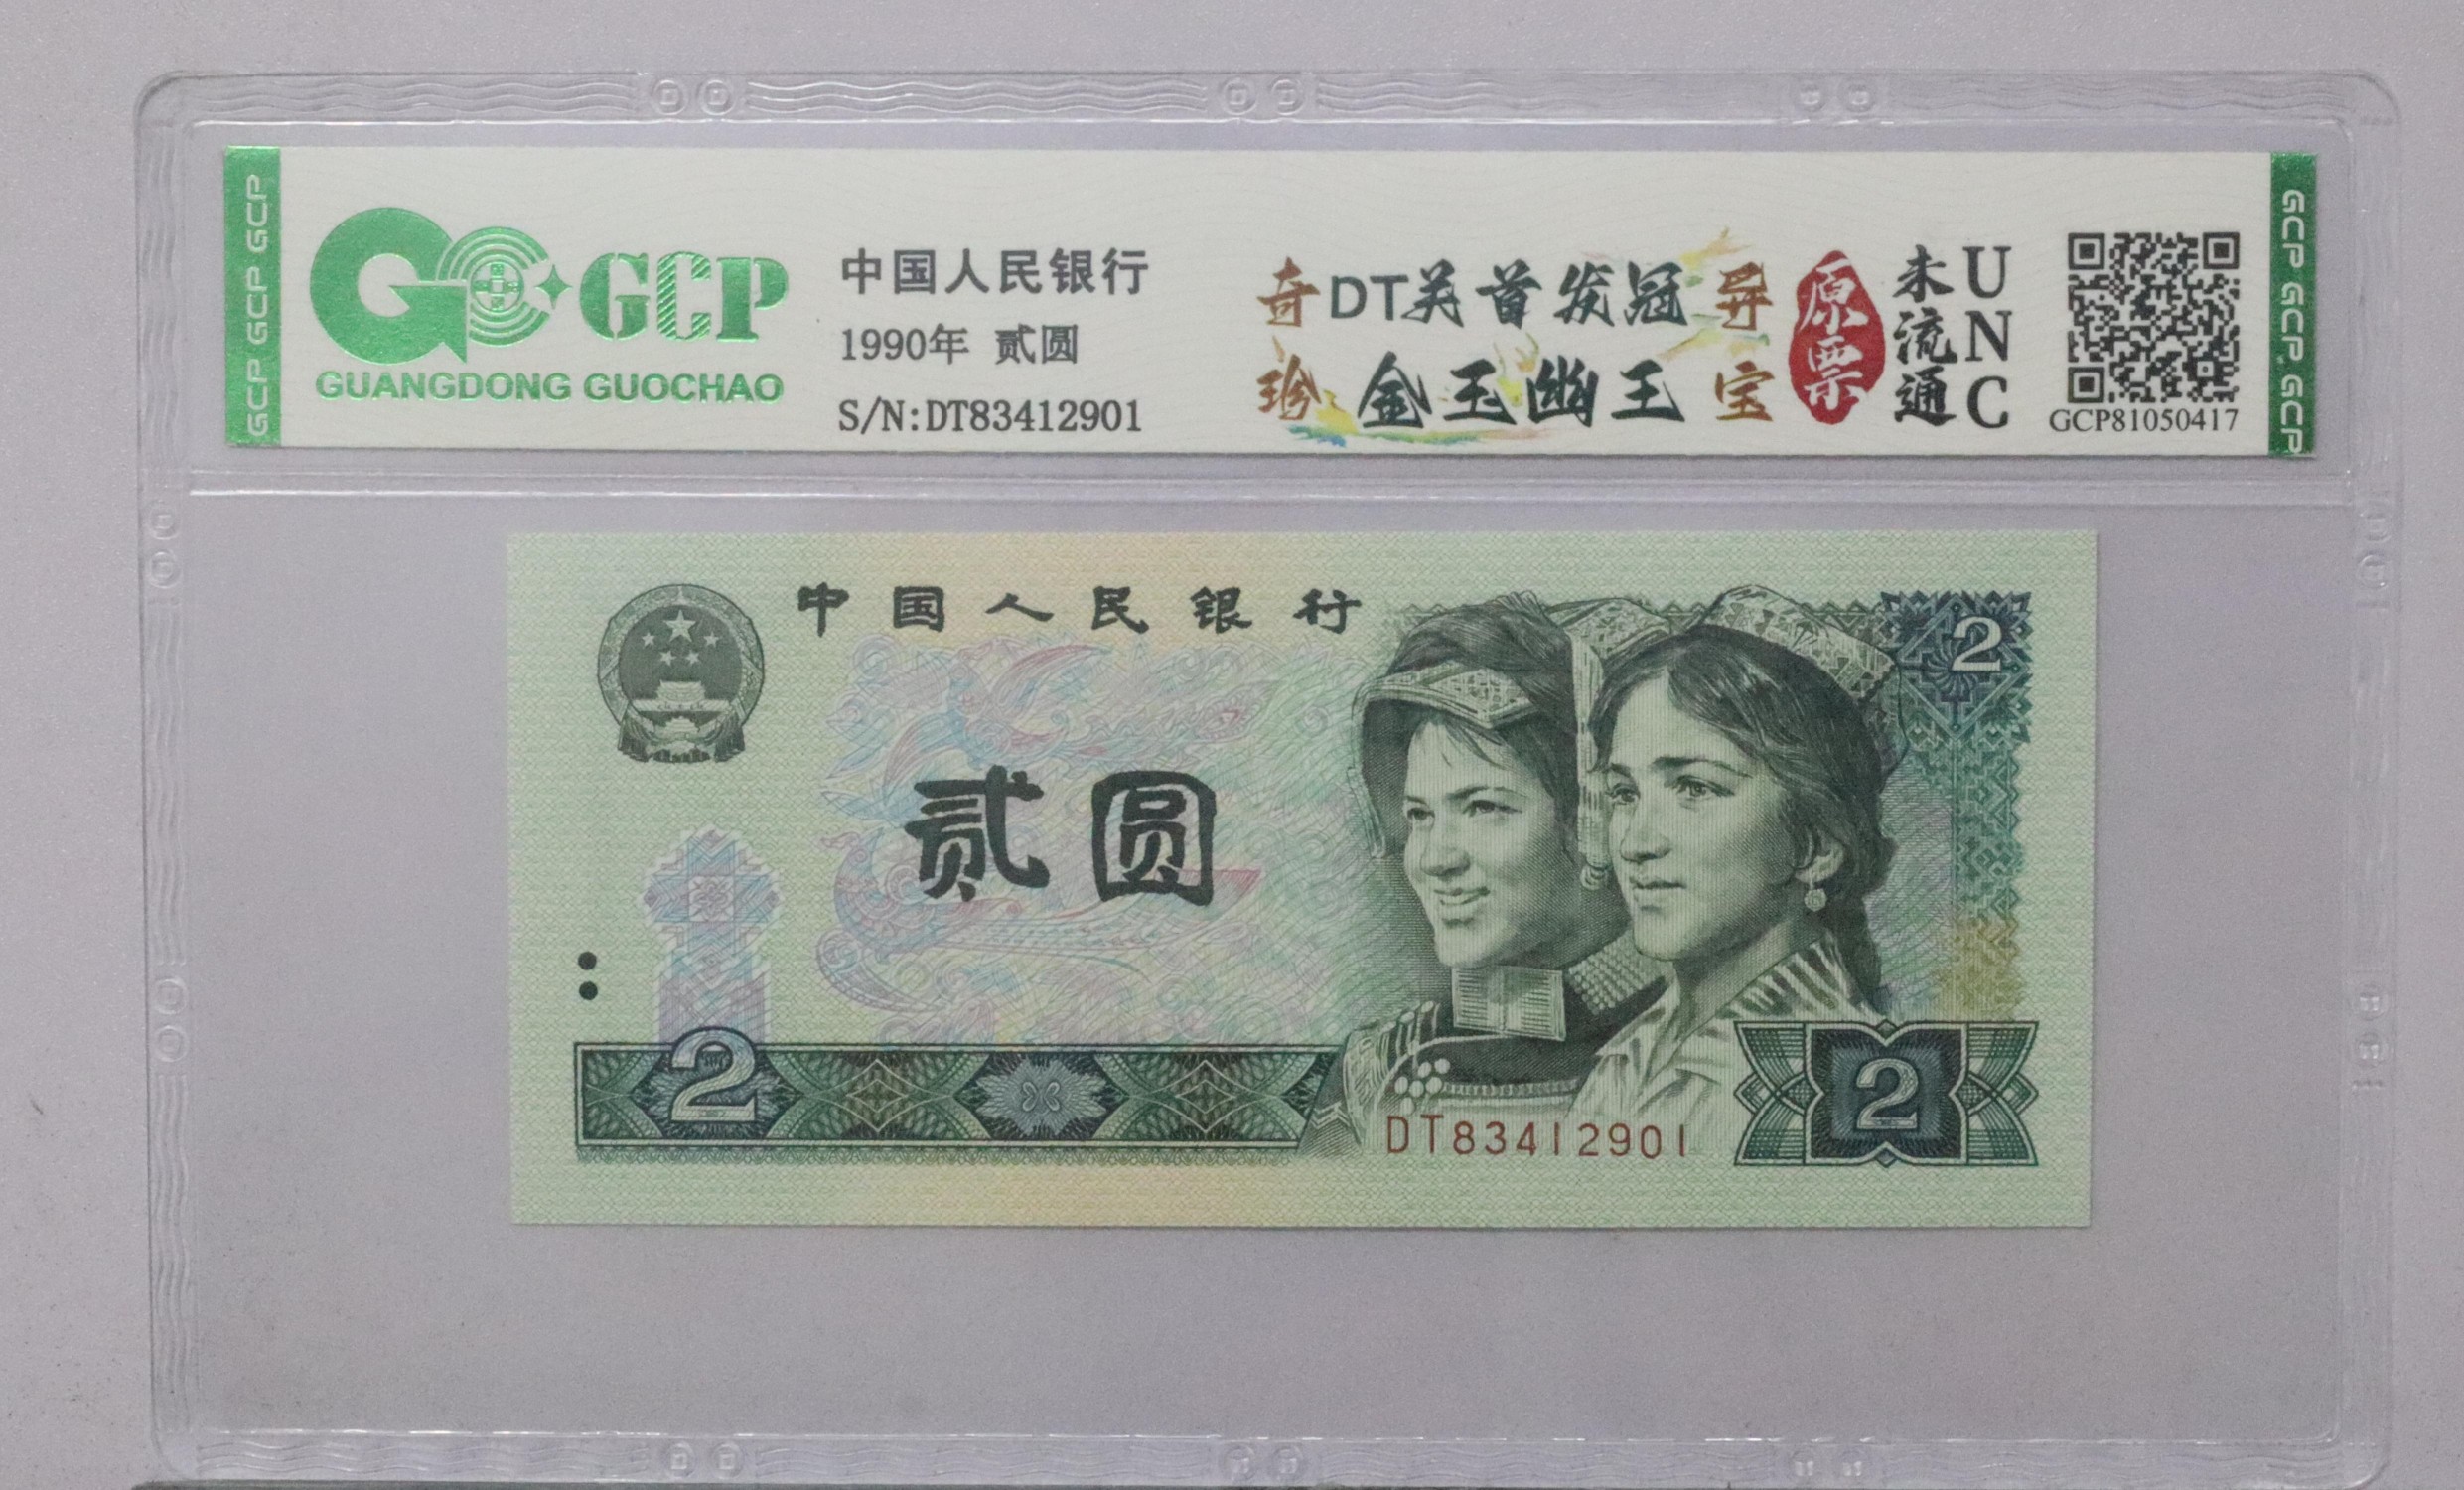 GCP GCP GCP
GCP
GUANGDONG GUOCHAO
中国人民银行
1990年 贰圆
S/N:DT83412901
奇DT关首发冠异
珍金玉幽王宝
原票
未流通
UNC
GCP81050417
GCP GCP GCP
中国人民银行
2
贰圆
2
DT83412901
2